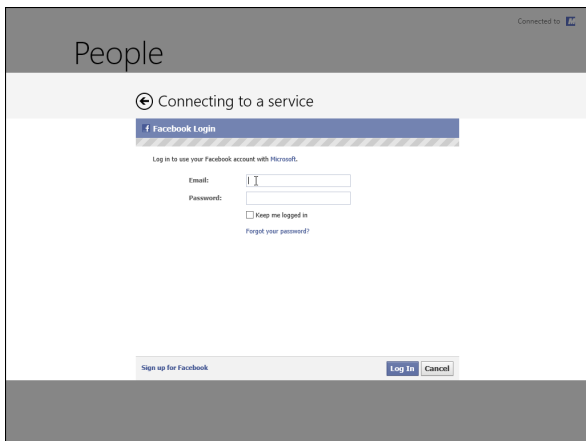 Connected to
People
Connecting to a service
Facebook Login
Log in to use your Facebook account with Microsoft.
Email:
Password:
Keep me logged in
Forgot your password?
Sign up for Facebook
Log In Cancel